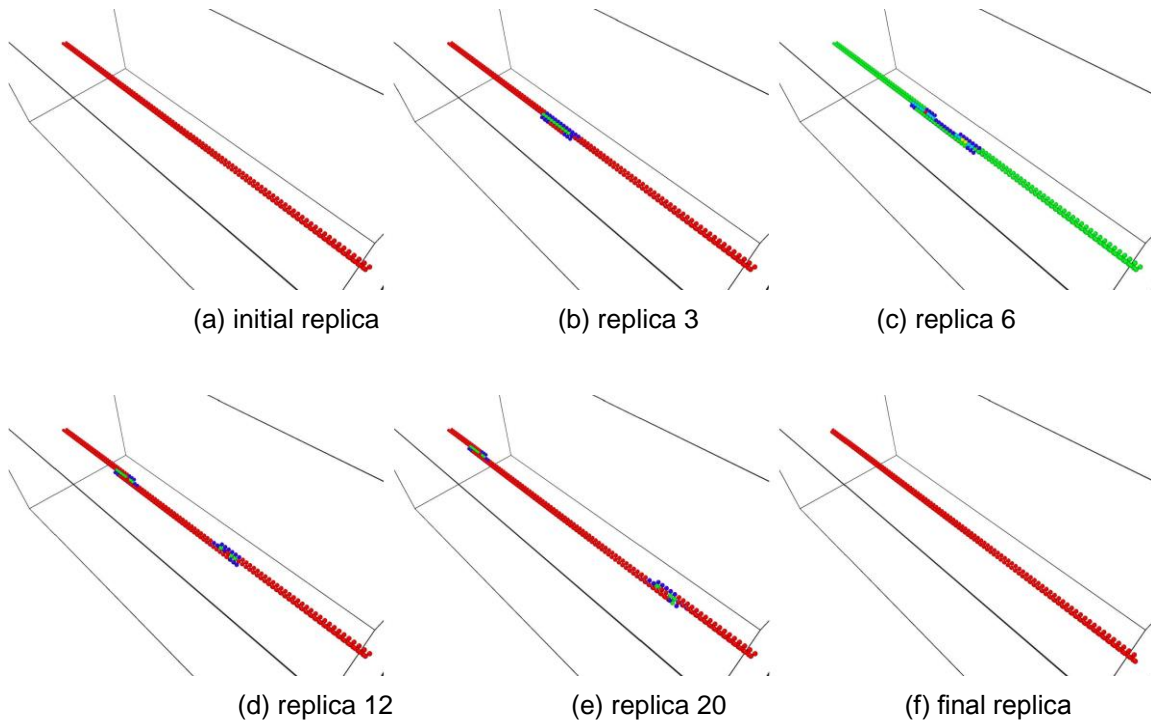 (a) initial replica
(b) replica 3
(c) replica 6
(d) replica 12
(e) replica 20
(f) final replica